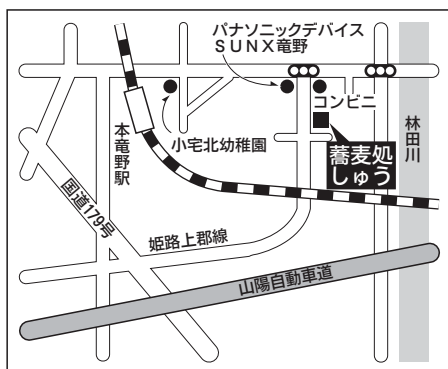 パナソニックデバイス
ＳＵＮＸ竜野
コンビニ
小宅北幼稚園
本竜野駅
林田川
蕎麦処
しゅう
国道179号
姫路上郡線
山陽自動車道